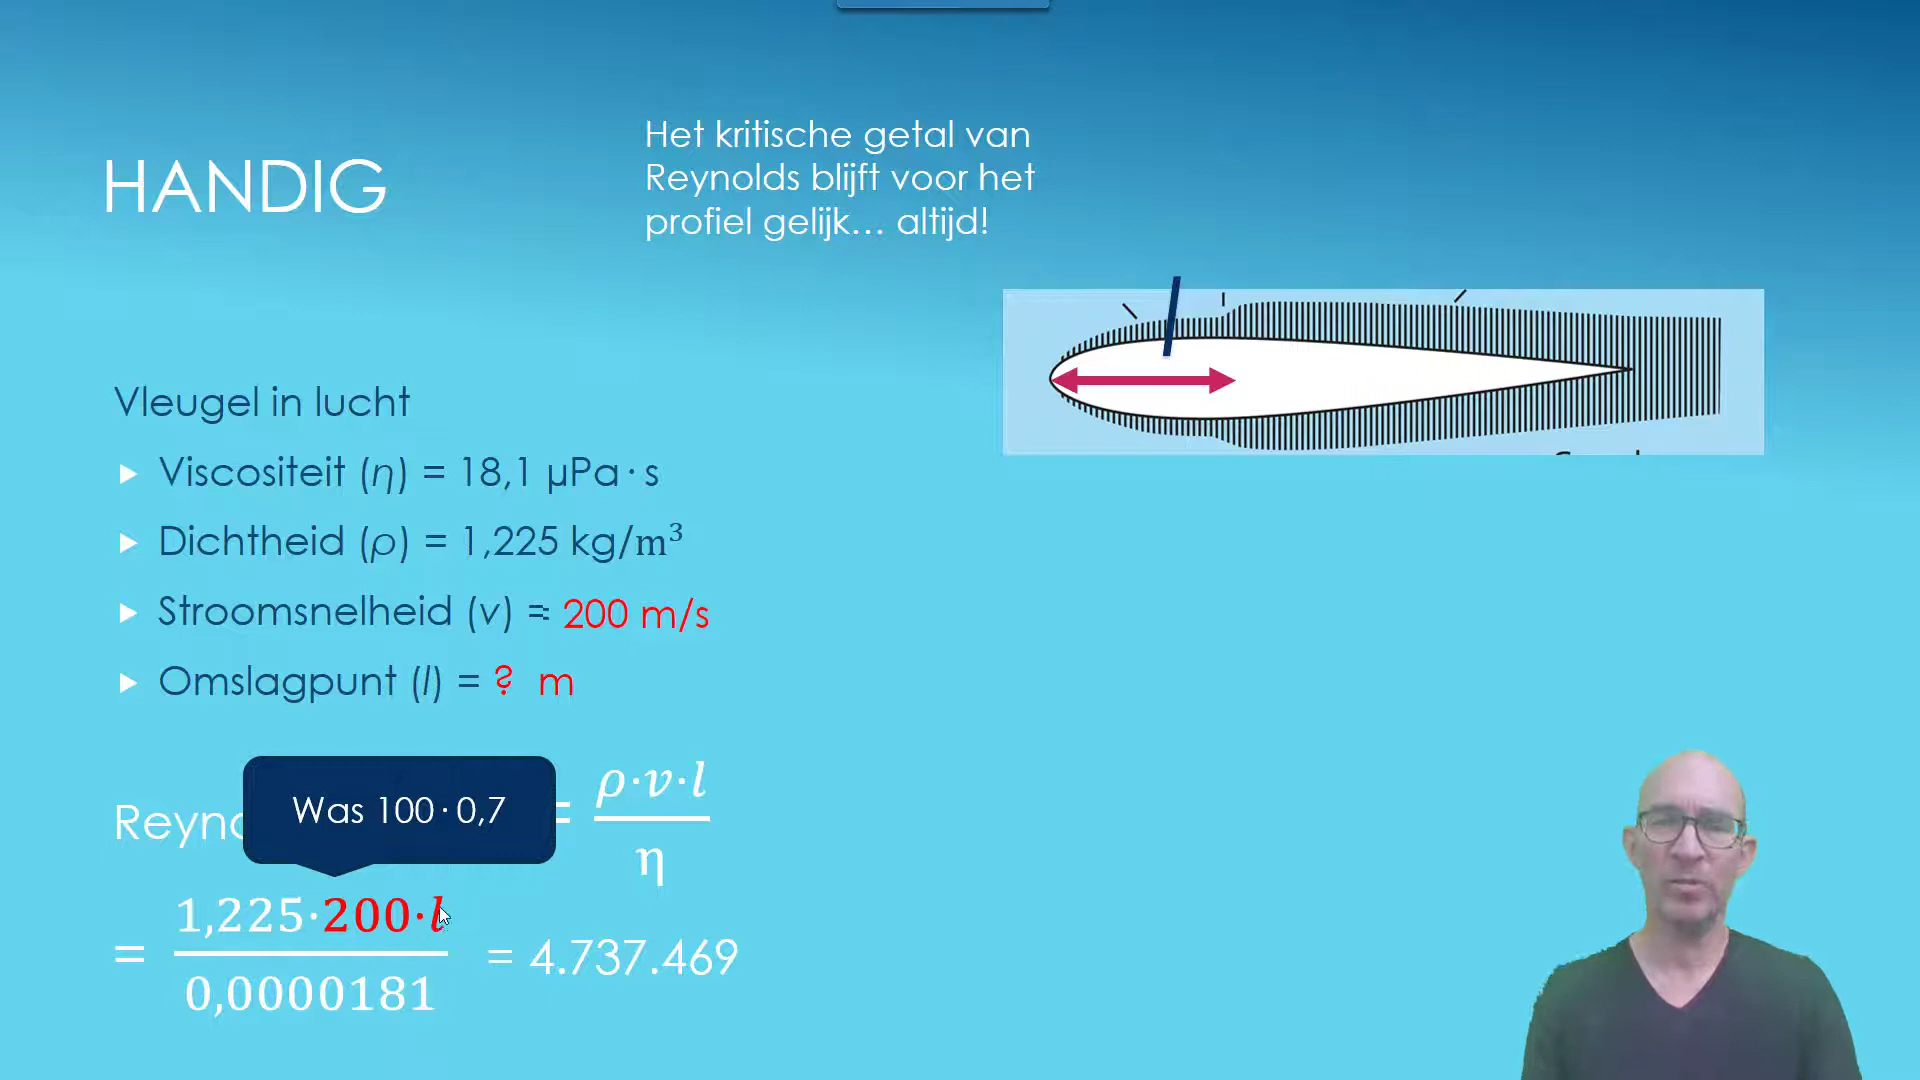 HANDIG
Het kritische getal van
Reynolds blijft voor het
profiel gelijk... altijd!
Vleugel in lucht
Viscositeit (η) = 18,1 μPa·s
Dichtheid (ρ) = 1,225 kg/m³
Stroomsnelheid (v) = 200 m/s
Omslagpunt (l) = ? m
Was 100·0,7
= ρ·v·l / η
= 1,225·200·l / 0,0000181 = 4.737.469